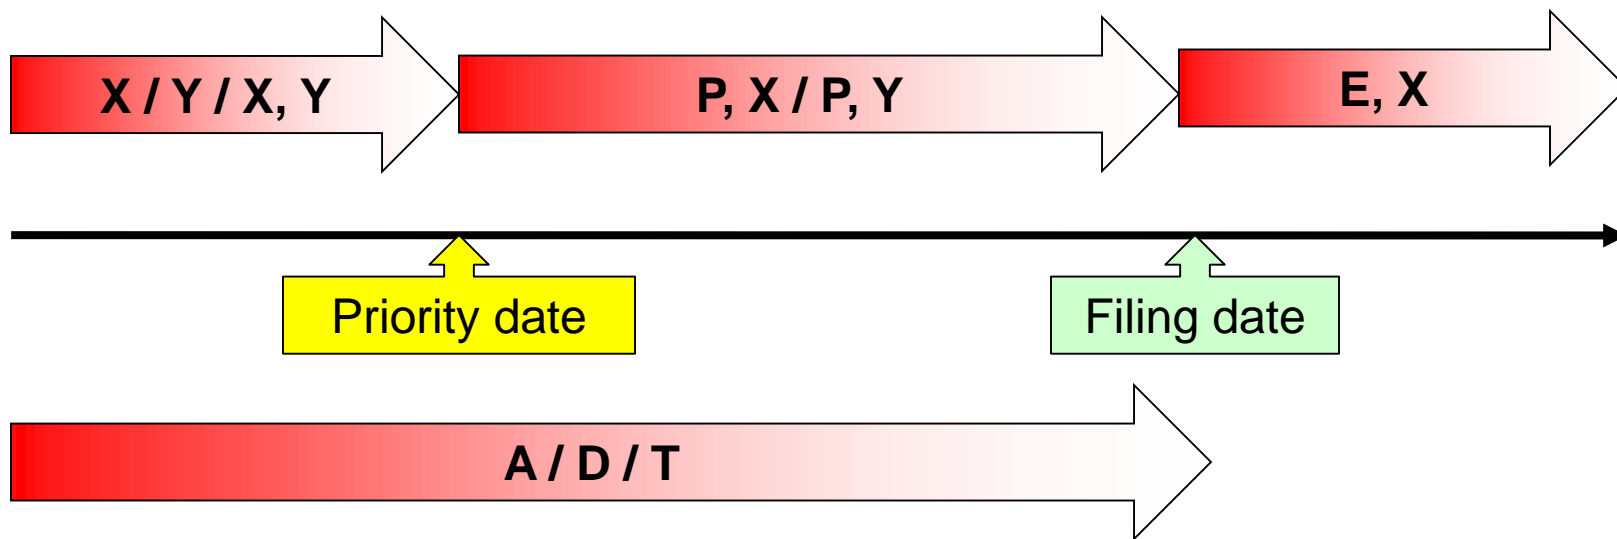 X / Y / X, Y
P, X / P, Y
E, X
Priority date
Filing date
A / D / T